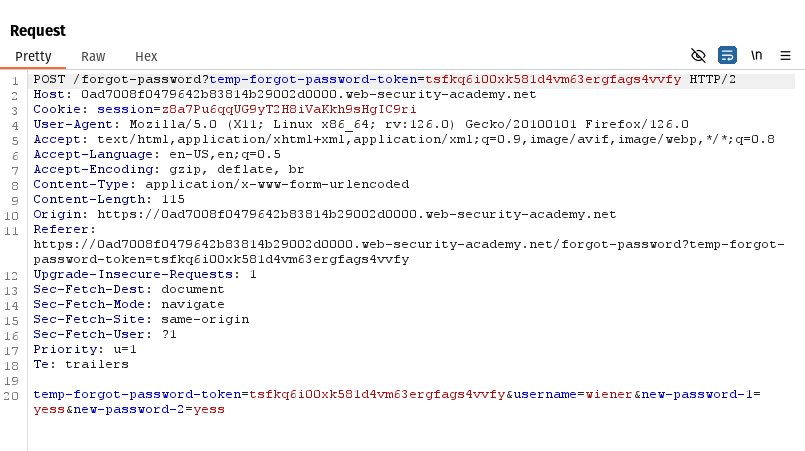 Request
Pretty Raw Hex \n
1 POST /forgot-password?temp-forgot-password-token=tsfkq6i00xk581d4vm63ergfags4vvfy HTTP/2
2 Host: 0ad7008f0479642b83814b29002d0000.web-security-academy.net
3 Cookie: session=z8a7Pu6qqUG9yT2H8iVaKkh9sHgIC9ri
4 User-Agent: Mozilla/5.0 (X11; Linux x86_64; rv:126.0) Gecko/20100101 Firefox/126.0
5 Accept: text/html,application/xhtml+xml,application/xml;q=0.9,image/avif,image/webp,*/*;q=0.8
6 Accept-Language: en-US,en;q=0.5
7 Accept-Encoding: gzip, deflate, br
8 Content-Type: application/x-www-form-urlencoded
9 Content-Length: 115
10 Origin: https://0ad7008f0479642b83814b29002d0000.web-security-academy.net
11 Referer:
https://0ad7008f0479642b83814b29002d0000.web-security-academy.net/forgot-password?temp-forgot-
password-token=tsfkq6i00xk581d4vm63ergfags4vvfy
12 Upgrade-Insecure-Requests: 1
13 Sec-Fetch-Dest: document
14 Sec-Fetch-Mode: navigate
15 Sec-Fetch-Site: same-origin
16 Sec-Fetch-User: ?1
17 Priority: u=1
18 Te: trailers
19
20 temp-forgot-password-token=tsfkq6i00xk581d4vm63ergfags4vvfy&username=wiener&new-password-1=
yess&new-password-2=yess